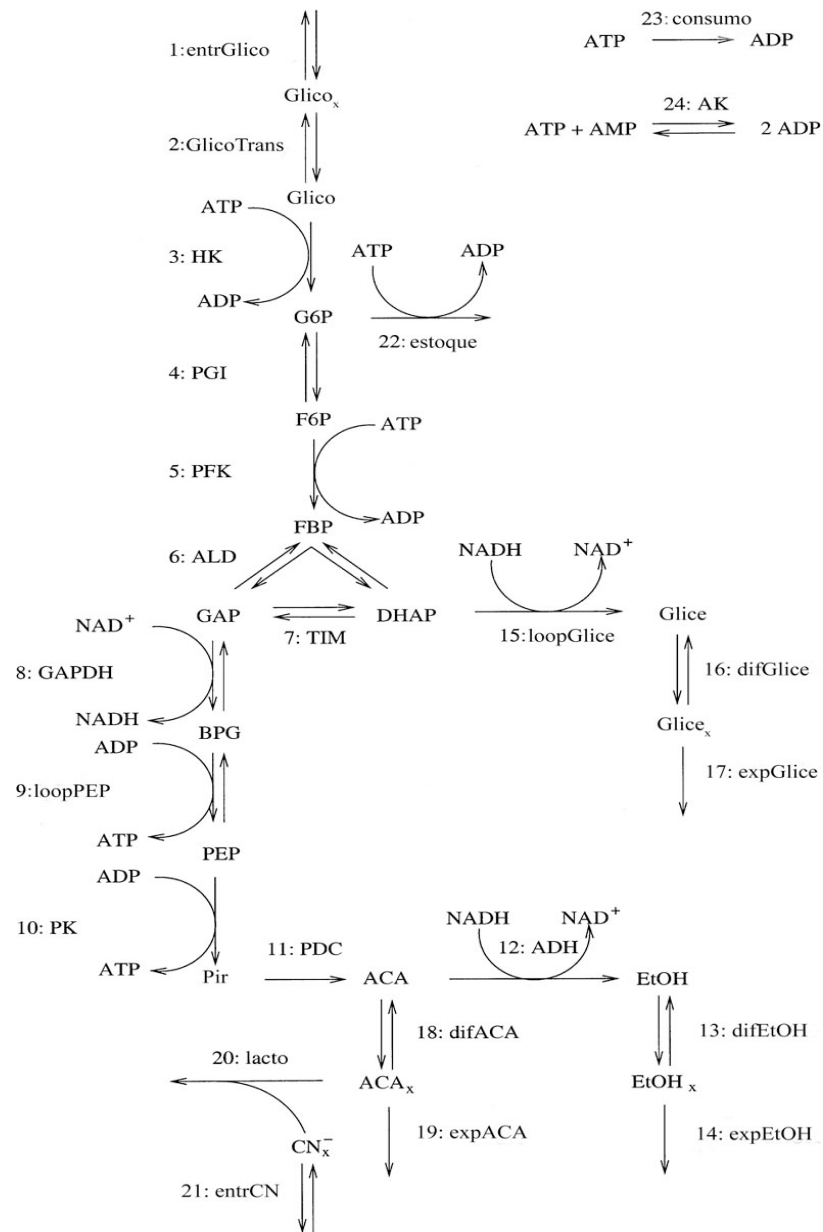 23: consumo
ATP ADP
1: entrGlico
Glicoₓ
24: AK
ATP + AMP 2 ADP
2: GlicoTrans
Glico
ATP
3: HK
ATP ADP
ADP
G6P
22: estoque
4: PGI
F6P
ATP
5: PFK
ADP
FBP
6: ALD
NADH NAD⁺
GAP DHAP Glice
NAD⁺
7: TIM
15: loopGlice
8: GAPDH
16: difGlice
NADH
BPG
Gliceₓ
ADP
9: loopPEP
17: expGlice
ATP
PEP
ADP
NADH NAD⁺
10: PK
11: PDC
12: ADH
ATP
Pir ACA EtOH
18: difACA
13: difEtOH
20: lacto
ACAₓ EtOH ₓ
19: expACA
14: expEtOH
CNₓ⁻
21: entrCN